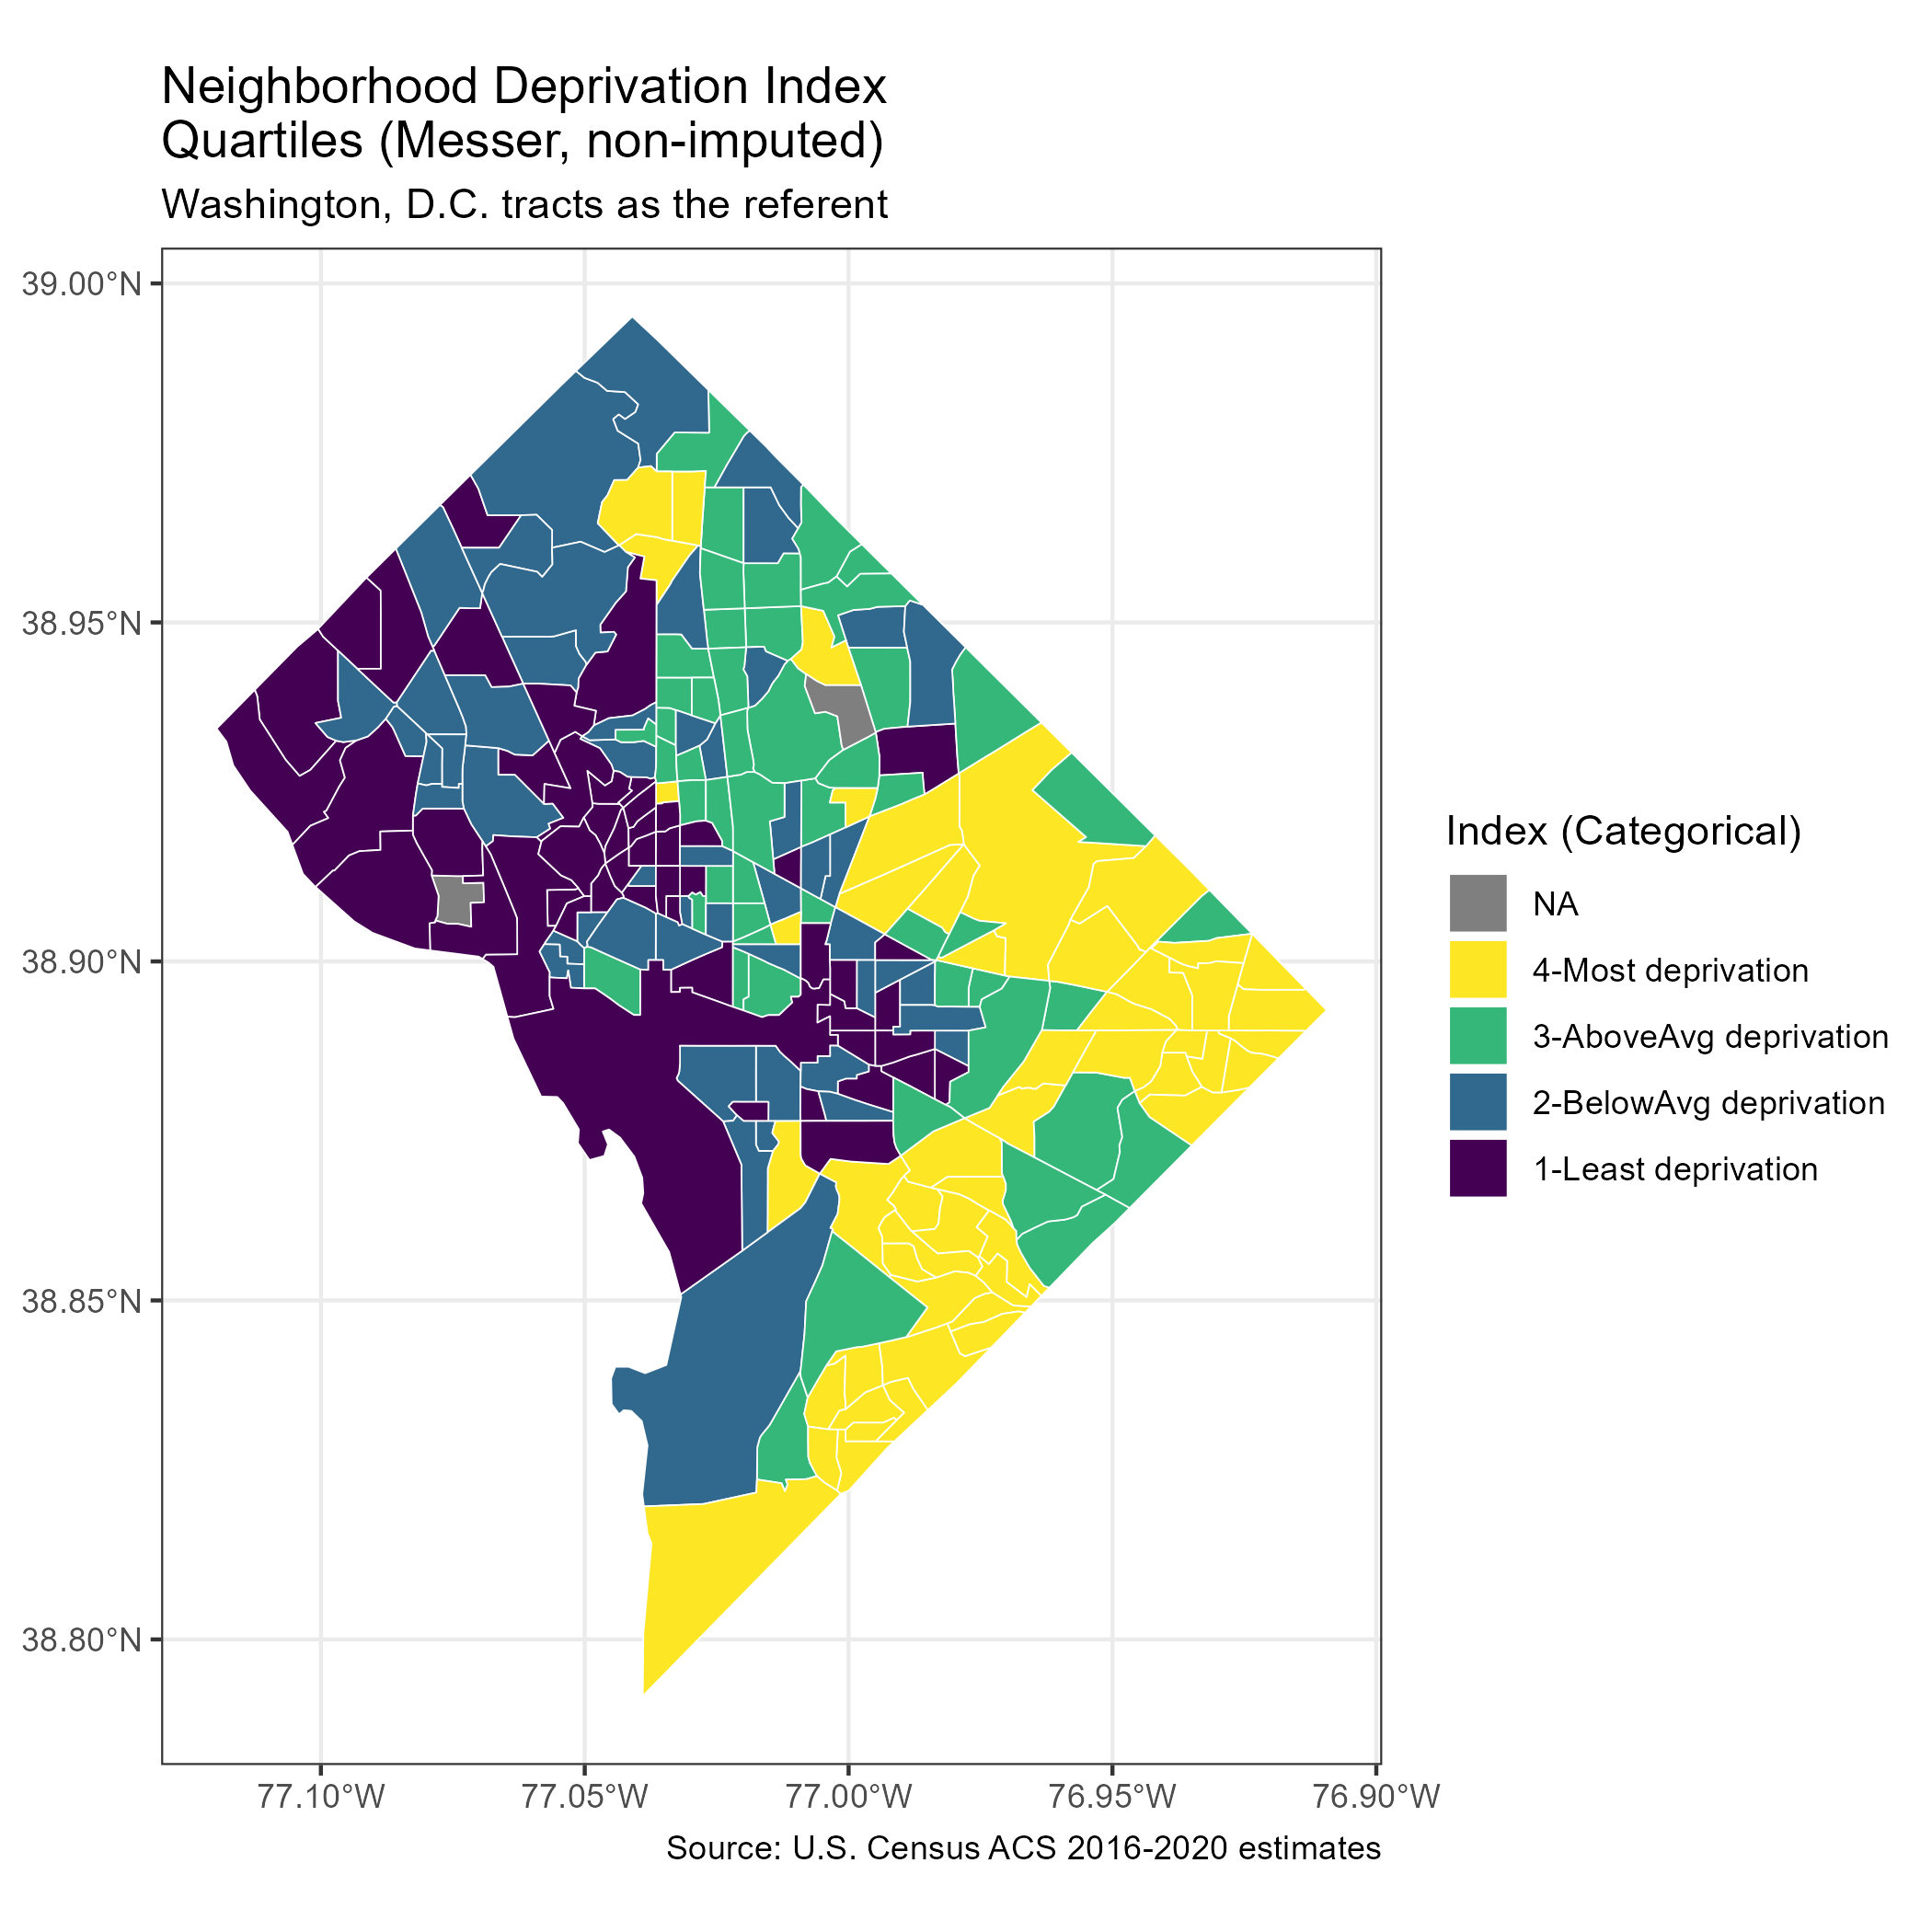 Neighborhood Deprivation Index
Quartiles (Messer, non-imputed)
Washington, D.C. tracts as the referent
39.00°N
38.95°N
38.90°N
38.85°N
38.80°N
77.10°W
77.05°W
77.00°W
76.95°W
76.90°W
Source: U.S. Census ACS 2016-2020 estimates
Index (Categorical)
NA
4-Most deprivation
3-AboveAvg deprivation
2-BelowAvg deprivation
1-Least deprivation